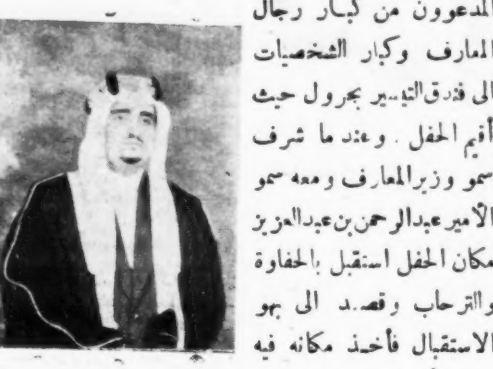 المدعوون من كبار رجال
المعارف وكبار الشخصيات
الى فندق التيسير بجرول حيث
أقيم الحفل . وعند ما شرف
سمو وزير المعارف ومعه سمو
الأمير عبدالرحمن بن عبدالعزيز
مكان الحفل استقبل بالحفاوة
والترحاب وقصد الى بهو
الاستقبال فأخذ مكانه فيه